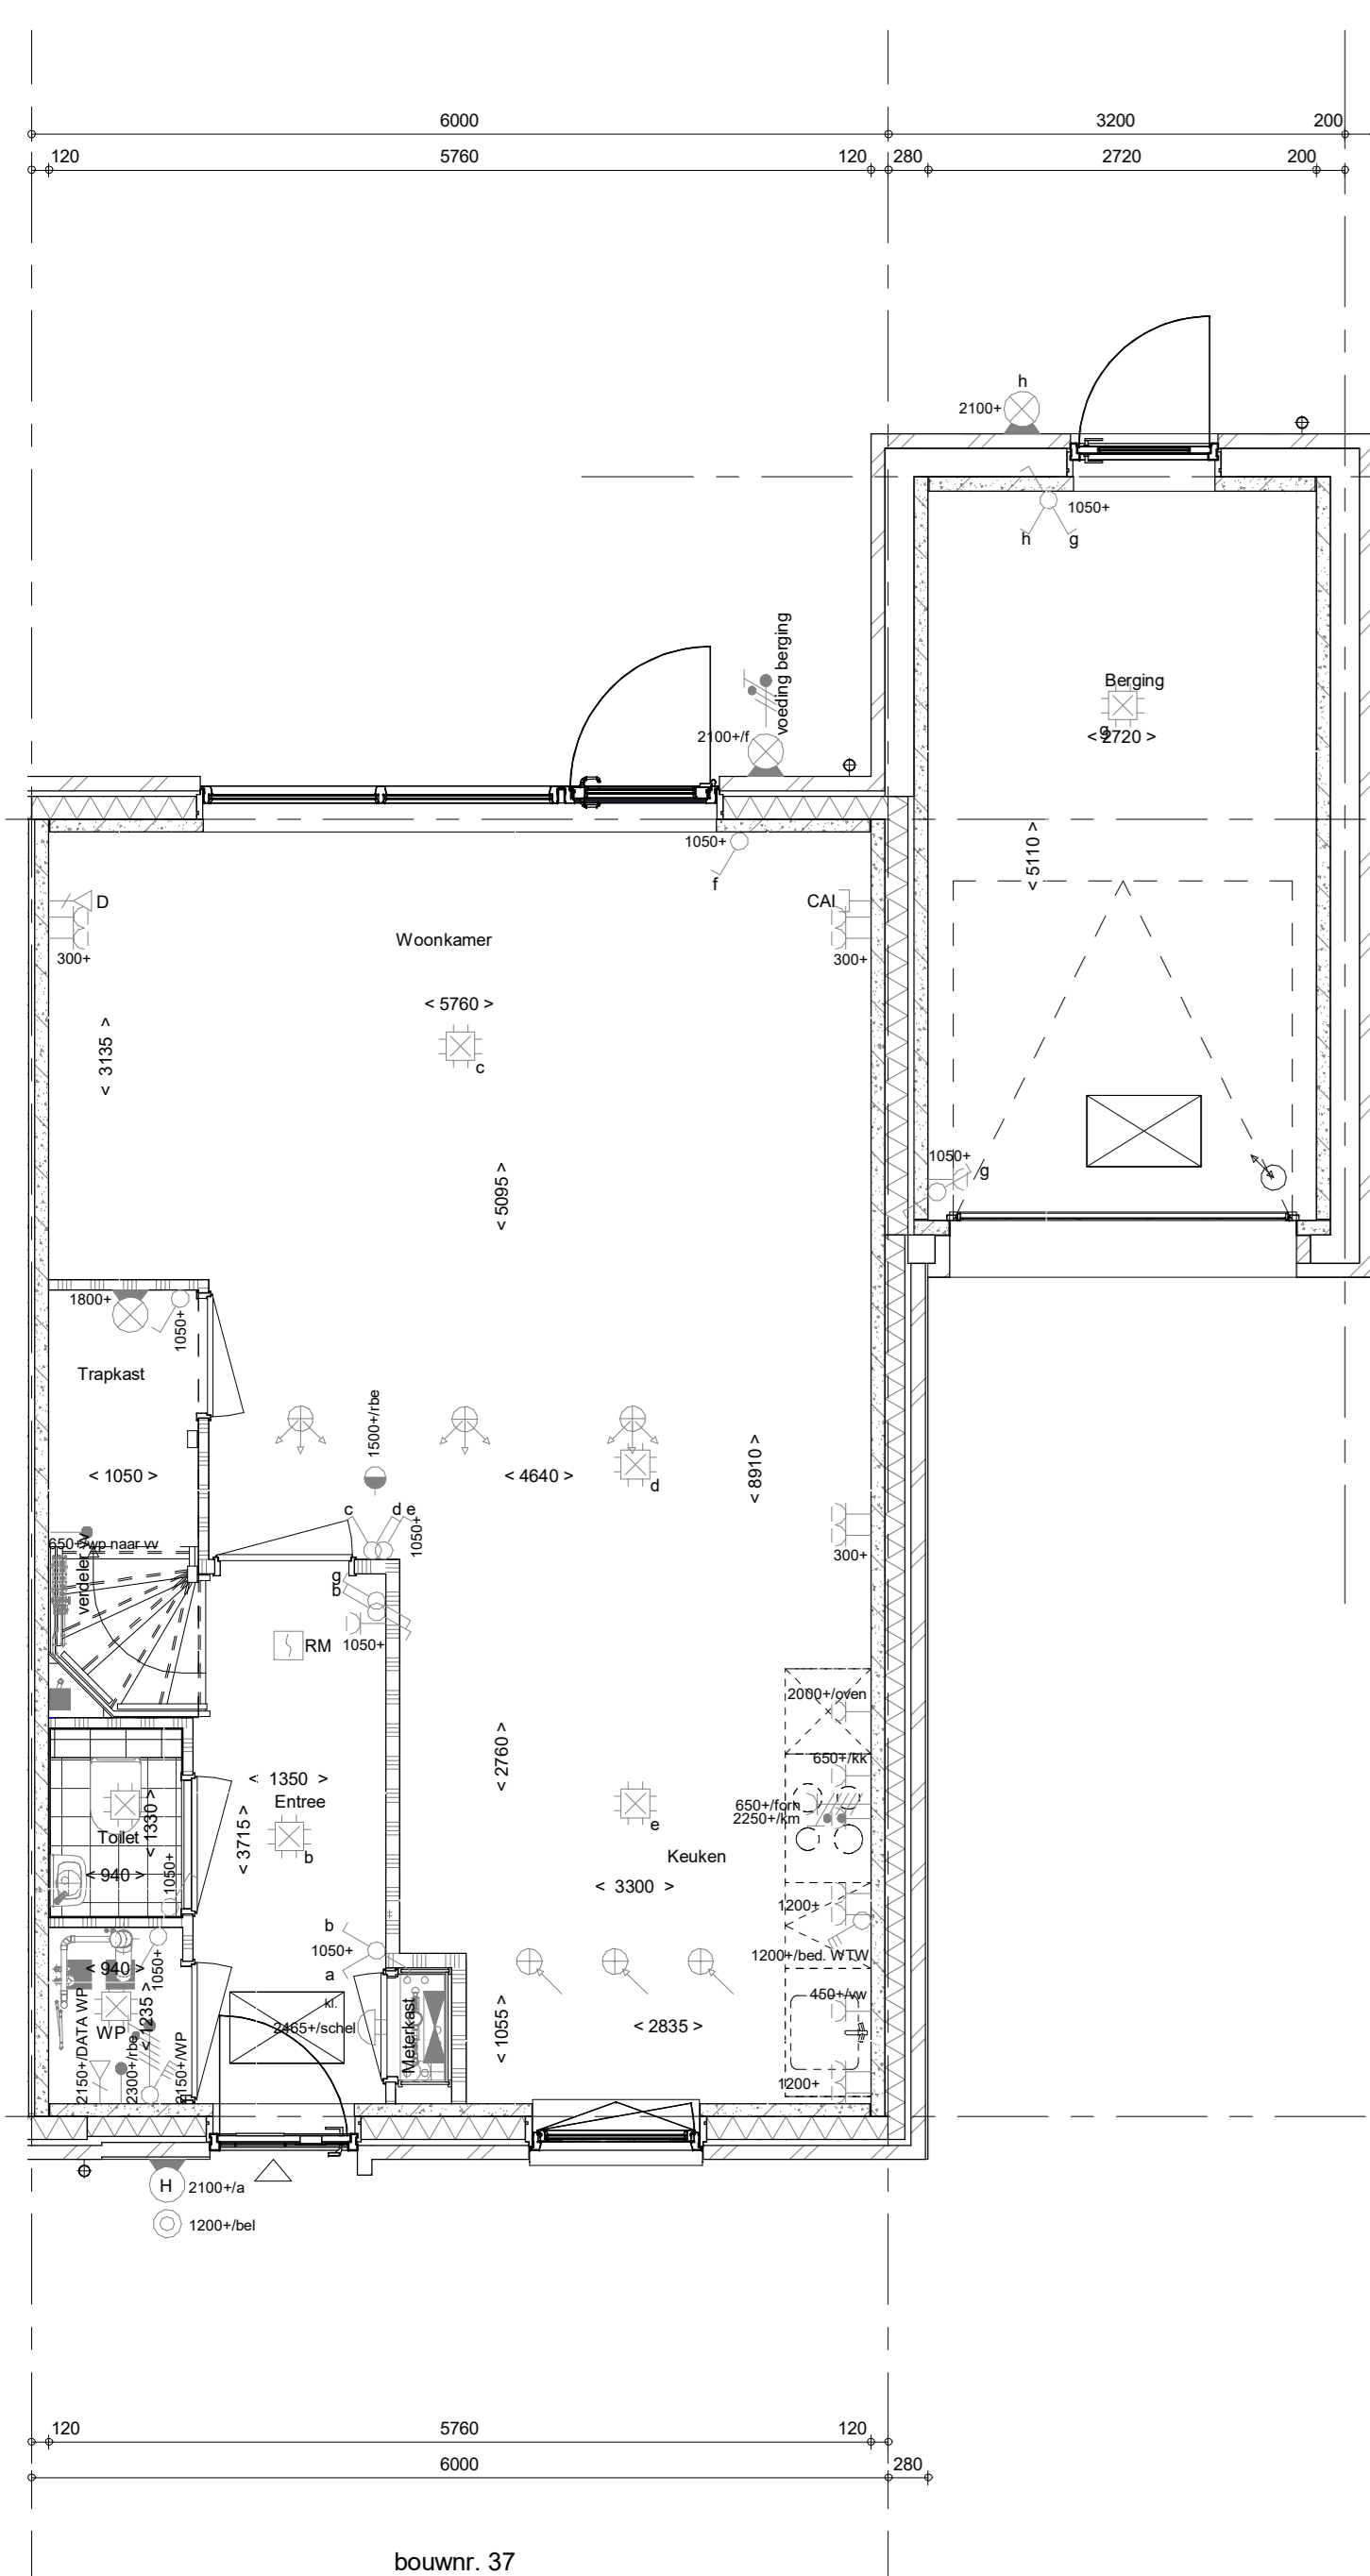 6000
3200
200
120
5760
120
280
2720
200
h
2100+
1050+
h
g
voeding berging
Berging
g
< 2720 >
2100+/f
1050+
f
< 5110 >
D
300+
CAI
300+
Woonkamer
< 5760 >
c
< 3135 >
< 5095 >
1050+
g
1800+
1050+
Trapkast
1500+/rbe
< 1050 >
< 4640 >
d
< 8910 >
c
d e
1050+
300+
650+/wp naar vv
verdeler vv
g
b
1050+
RM
2000+/oven
650+/kk
650+/forn
2250+/km
< 2760 >
< 1350 >
Entree
b
< 3715 >
< 1330 >
Toilet
< 940 >
1050+
e
Keuken
< 3300 >
1200+
1200+/bed. WTW
b
1050+
a
< 940 >
1050+
< 1235 >
WP
2150+/DATA WP
2300+/rbe
2150+/WP
kl.
2465+/schel
Meterkast
< 1055 >
< 2835 >
450+/vw
1200+
H
2100+/a
1200+/bel
120
5760
120
6000
280
bouwnr. 37